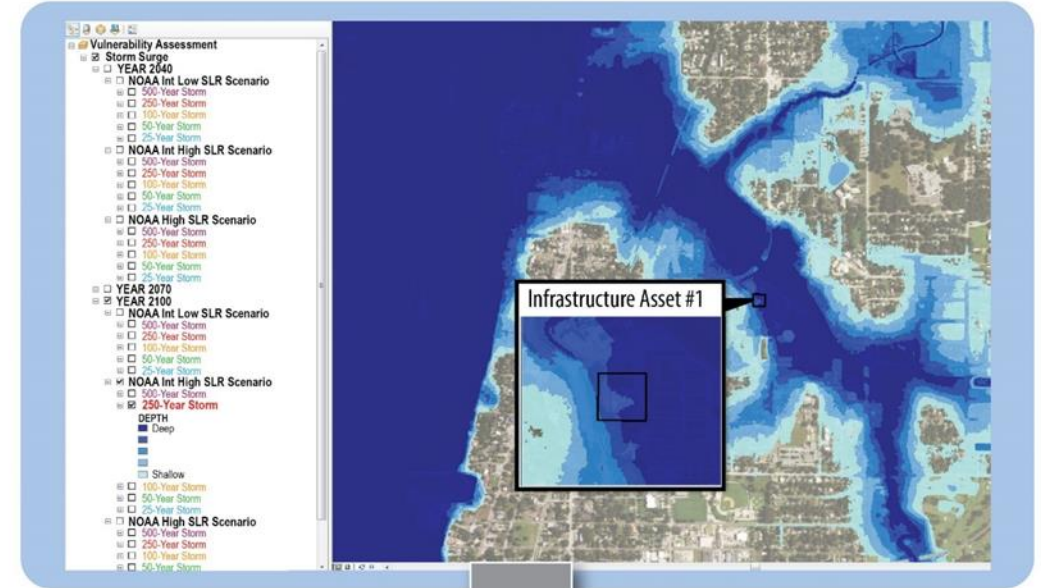 Vulnerability Assessment
Storm Surge
YEAR 2040
NOAA Int Low SLR Scenario
500-Year Storm
250-Year Storm
100-Year Storm
50-Year Storm
25-Year Storm
NOAA Int High SLR Scenario
500-Year Storm
250-Year Storm
100-Year Storm
50-Year Storm
25-Year Storm
NOAA High SLR Scenario
500-Year Storm
250-Year Storm
100-Year Storm
50-Year Storm
25-Year Storm
YEAR 2070
YEAR 2100
NOAA Int Low SLR Scenario
500-Year Storm
250-Year Storm
100-Year Storm
50-Year Storm
25-Year Storm
NOAA Int High SLR Scenario
500-Year Storm
250-Year Storm
DEPTH
Deep
Shallow
100-Year Storm
50-Year Storm
25-Year Storm
NOAA High SLR Scenario
500-Year Storm
250-Year Storm
100-Year Storm
50-Year Storm
Infrastructure Asset #1